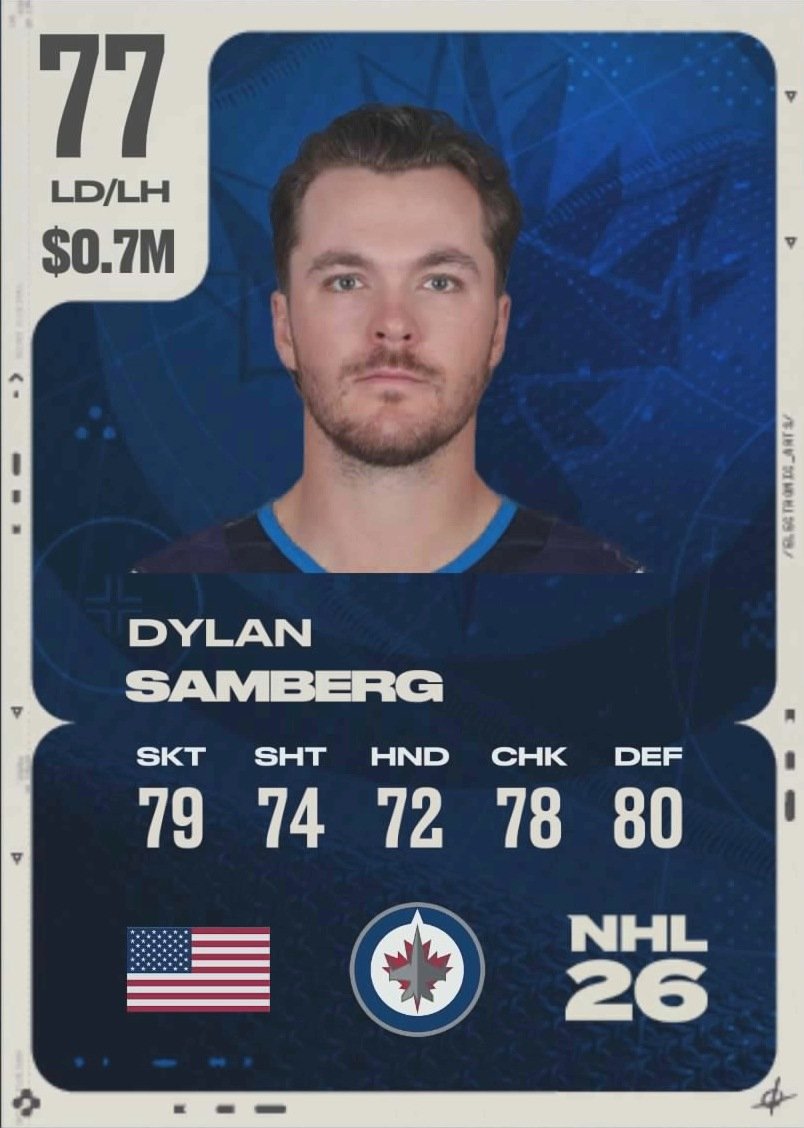 77
LD/LH
$0.7M
/ELECTRONIC_ARTS/
DYLAN
SAMBERG
SKT SHT HND CHK DEF
79 74 72 78 80
NHL
26